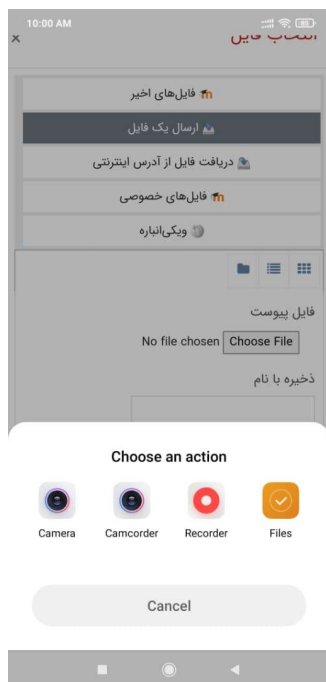 10:00 AM
85
×
انتخاب فایل
فایل‌های اخیر
ارسال یک فایل
دریافت فایل از آدرس اینترنتی
فایل‌های خصوصی
ویکی‌انباره
فایل پیوست
Choose File No file chosen
ذخیره با نام
Choose an action
Camera Camcorder Recorder Files
Cancel